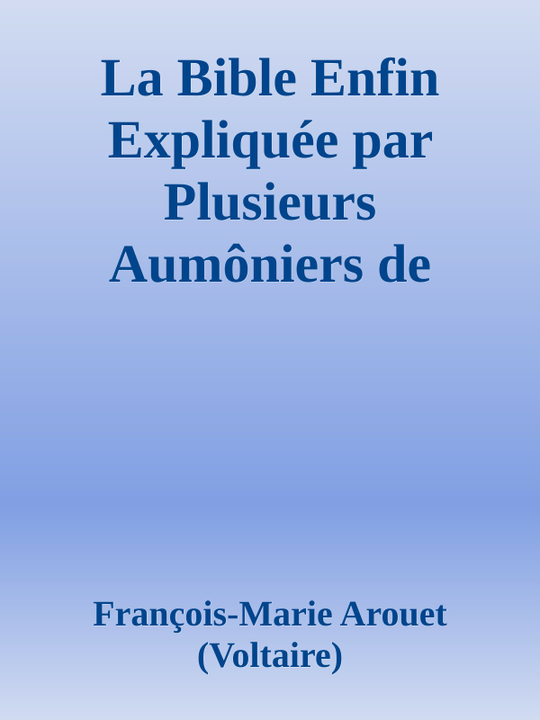 La Bible Enfin
Expliquée par
Plusieurs
Aumôniers de
François-Marie Arouet
(Voltaire)